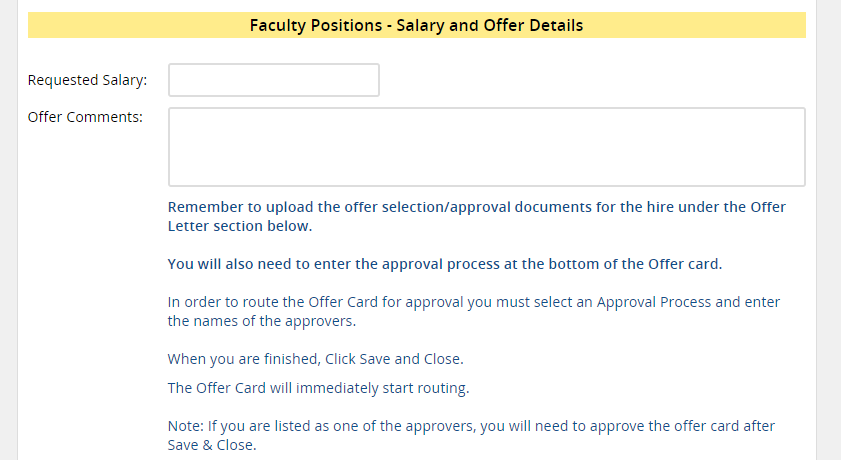 Faculty Positions - Salary and Offer Details
Requested Salary:
Offer Comments:
Remember to upload the offer selection/approval documents for the hire under the Offer
Letter section below.
You will also need to enter the approval process at the bottom of the Offer card.
In order to route the Offer Card for approval you must select an Approval Process and enter
the names of the approvers.
When you are finished, Click Save and Close.
The Offer Card will immediately start routing.
Note: If you are listed as one of the approvers, you will need to approve the offer card after
Save & Close.